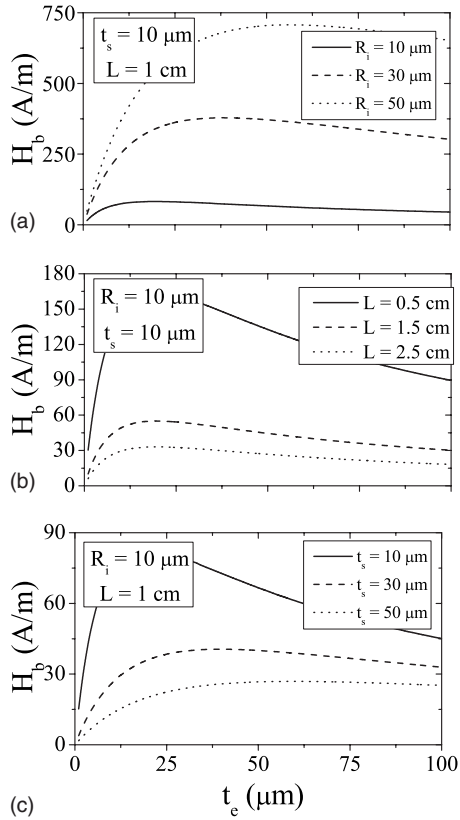 750
500
250
0
H_b (A/m)
t_s = 10 μm
L = 1 cm
R_i = 10 μm
R_i = 30 μm
R_i = 50 μm
(a)
180
150
120
90
60
30
0
H_b (A/m)
R_i = 10 μm
t_s = 10 μm
L = 0.5 cm
L = 1.5 cm
L = 2.5 cm
(b)
90
60
30
0
H_b (A/m)
R_i = 10 μm
L = 1 cm
t_s = 10 μm
t_s = 30 μm
t_s = 50 μm
0 25 50 75 100
t_e (μm)
(c)